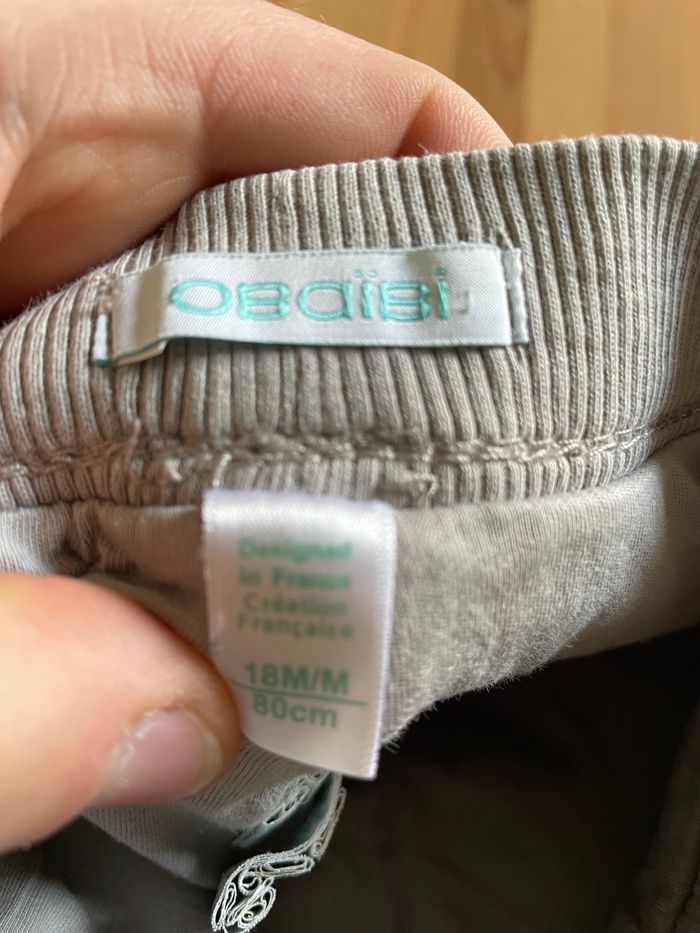 OBaïBi
Designed
in France
Création
Française
18M/M
80cm